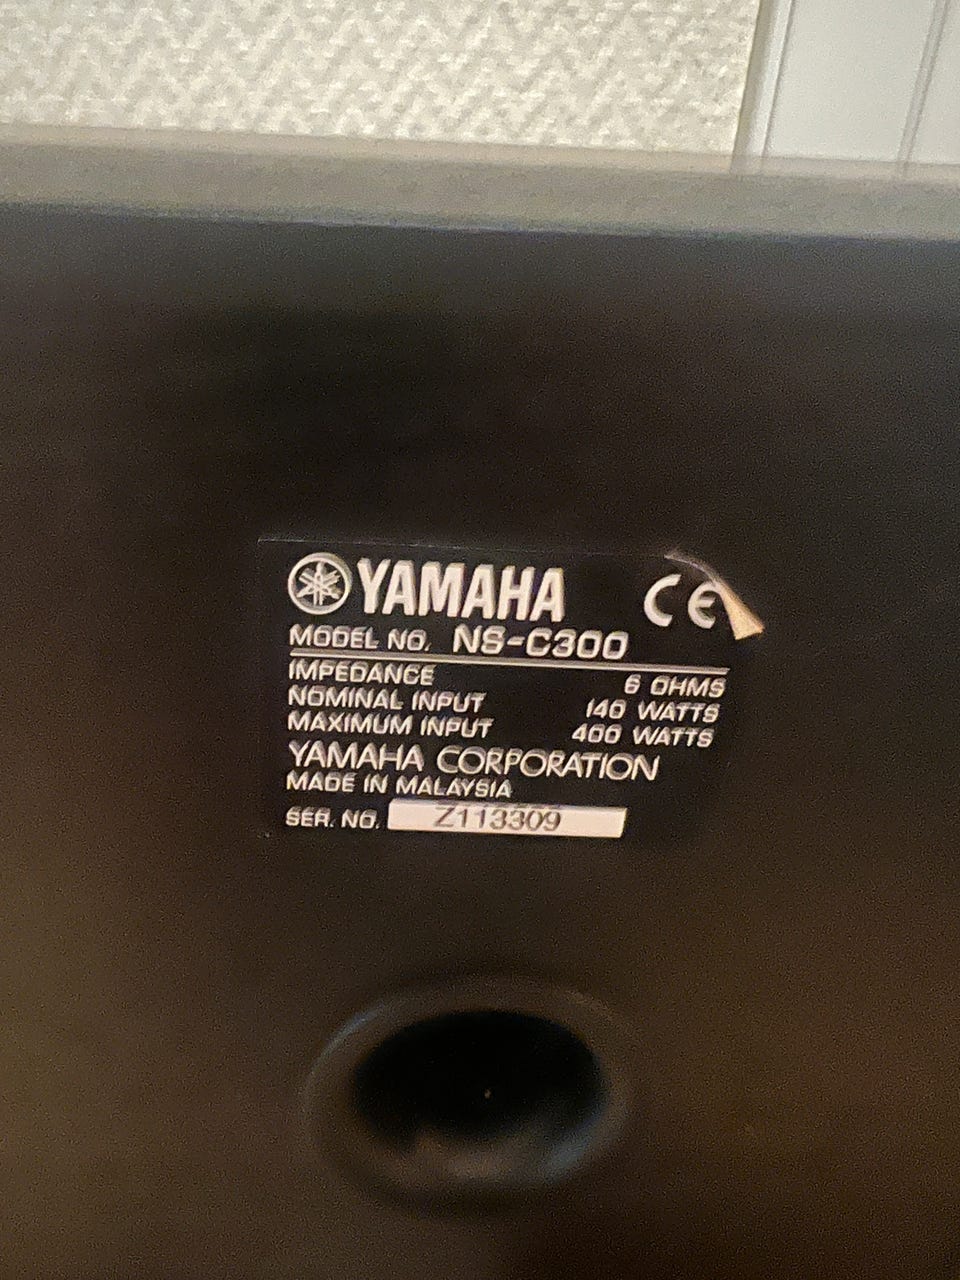 YAMAHA CE
MODEL NO. NS-C300
IMPEDANCE 6 OHMS
NOMINAL INPUT 140 WATTS
MAXIMUM INPUT 400 WATTS
YAMAHA CORPORATION
MADE IN MALAYSIA
SER. NO. Z113309